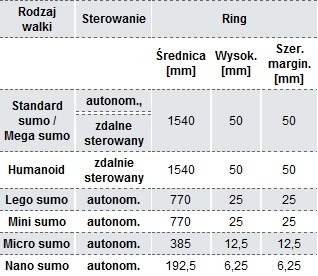 Rodzaj walki Sterowanie Ring
Średnica [mm] Wysok. [mm] Szer. margin. [mm]
Standard sumo / Mega sumo autonom., zdalne sterowany 1540 50 50
Humanoid zdalnie sterowany 1540 50 50
Lego sumo autonom. 770 25 25
Mini sumo autonom. 770 25 25
Micro sumo autonom. 385 12,5 12,5
Nano sumo autonom. 192,5 6,25 6,25